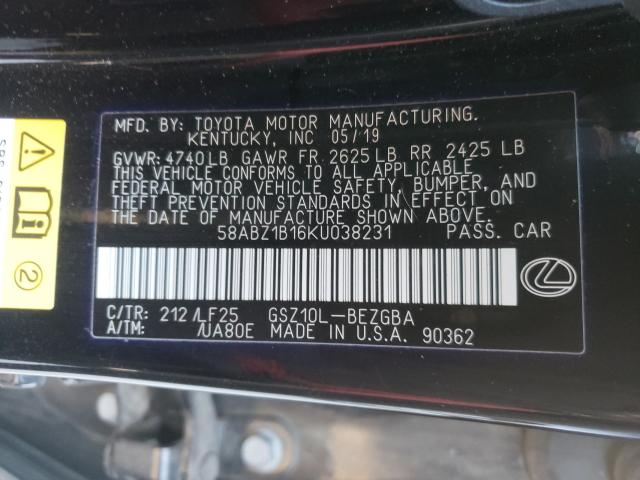 MFD. BY: TOYOTA MOTOR MANUFACTURING.
KENTUCKY, INC 05/19
GVWR: 4740 LB GAWR FR 2625 LB RR 2425 LB
THIS VEHICLE CONFORMS TO ALL APPLICABLE
FEDERAL MOTOR VEHICLE SAFETY, BUMPER, AND
THEFT PREVENTION STANDARDS IN EFFECT ON
THE DATE OF MANUFACTURE SHOWN ABOVE.
58ABZ1B16KU038231 PASS. CAR
C/TR: 212 /LF25 GSZ10L-BEZGBA
A/TM: /UA80E MADE IN U.S.A. 90362
2